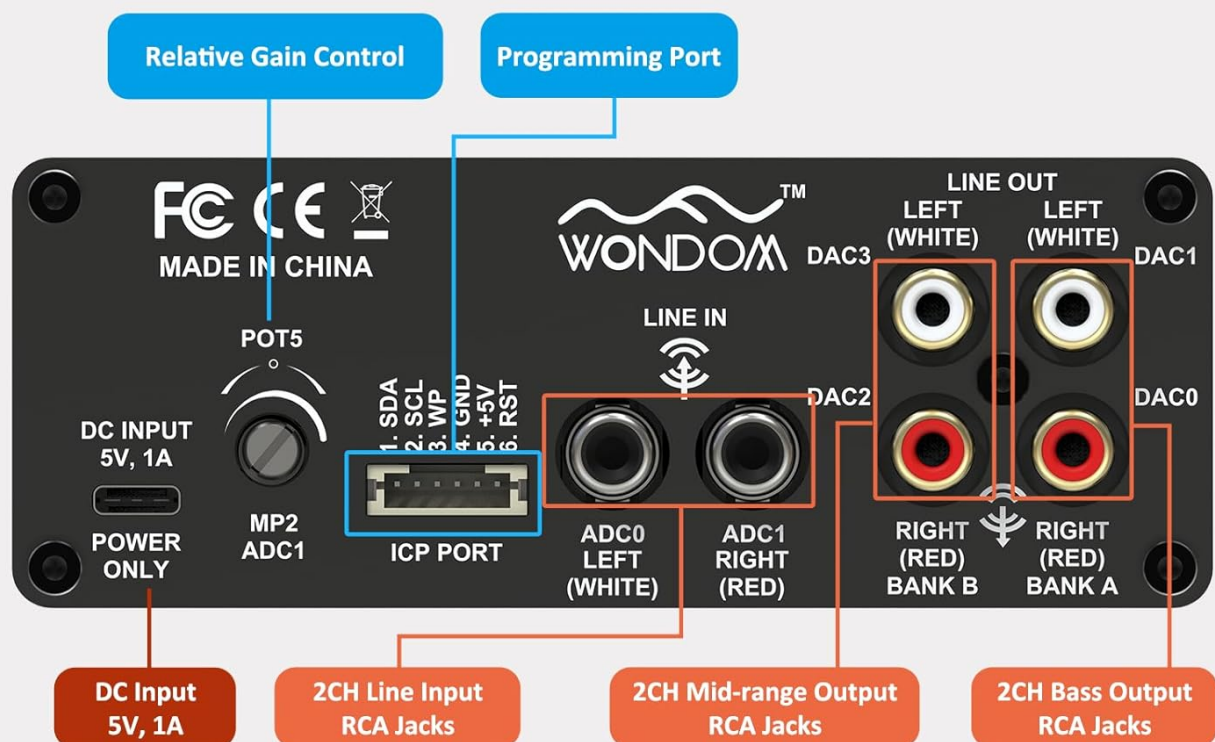 Relative Gain Control
Programming Port
FC CE
MADE IN CHINA
WONDOM™
LINE OUT
LEFT
(WHITE)
LEFT
(WHITE)
DAC3
DAC1
LINE IN
POT5
1. SDA
2. SCL
3. WP
4. GND
5. +5V
6. RST
DAC2
DAC0
DC INPUT
5V, 1A
POWER
ONLY
MP2
ADC1
ICP PORT
ADC0
LEFT
(WHITE)
ADC1
RIGHT
(RED)
RIGHT
(RED)
BANK B
RIGHT
(RED)
BANK A
DC Input
5V, 1A
2CH Line Input
RCA Jacks
2CH Mid-range Output
RCA Jacks
2CH Bass Output
RCA Jacks